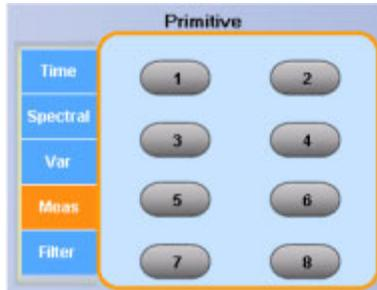 Primitive
Time
1 2
Spectral
3 4
Var
Meas
5 6
Filter
7 8